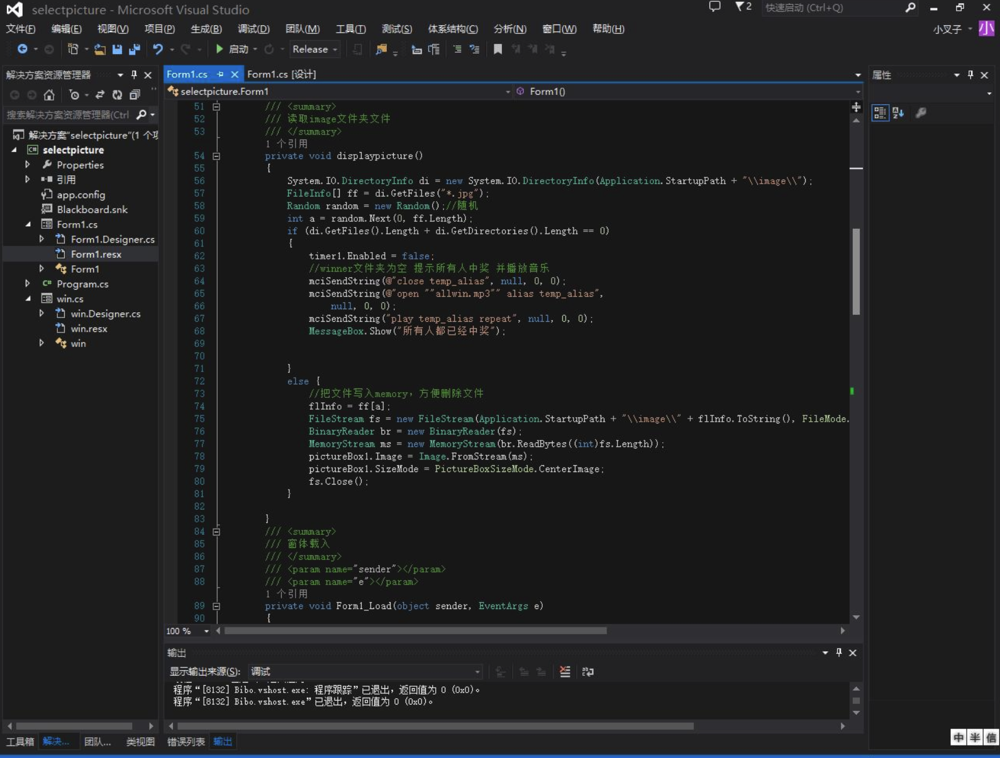 selectpicture - Microsoft Visual Studio
2
快速启动 (Ctrl+Q)
文件(F) 编辑(E) 视图(V) 项目(P) 生成(B) 调试(D) 团队(M) 工具(T) 测试(S) 体系结构(C) 分析(N) 窗口(W) 帮助(H)
小叉子
小
启动
Release
解决方案资源管理器
搜索解决方案资源管理器(Ctrl
解决方案"selectpicture"(1 个项
selectpicture
Properties
引用
app.config
Blackboard.snk
Form1.cs
Form1.Designer.cs
Form1.resx
Form1
Program.cs
win.cs
win.Designer.cs
win.resx
win
Form1.cs
Form1.cs [设计]
selectpicture.Form1
Form1()
51 /// <summary>
52 /// 读取image文件夹文件
53 /// </summary>
1 个引用
54 private void displaypicture()
55 {
56 System.IO.DirectoryInfo di = new System.IO.DirectoryInfo(Application.StartupPath + "\\image\\");
57 FileInfo[] ff = di.GetFiles("*.jpg");
58 Random random = new Random();//随机
59 int a = random.Next(0, ff.Length);
60 if (di.GetFiles().Length + di.GetDirectories().Length == 0)
61 {
62 timer1.Enabled = false;
63 //winner文件夹为空 提示所有人中奖 并播放音乐
64 mciSendString(@"close temp_alias", null, 0, 0);
65 mciSendString(@"open ""allwin.mp3"" alias temp_alias",
66 null, 0, 0);
67 mciSendString("play temp_alias repeat", null, 0, 0);
68 MessageBox.Show("所有人都已经中奖");
69
70
71 }
72 else {
73 //把文件写入memory，方便删除文件
74 flInfo = ff[a];
75 FileStream fs = new FileStream(Application.StartupPath + "\\image\\" + flInfo.ToString(), FileMode.
76 BinaryReader br = new BinaryReader(fs);
77 MemoryStream ms = new MemoryStream(br.ReadBytes((int)fs.Length));
78 pictureBox1.Image = Image.FromStream(ms);
79 pictureBox1.SizeMode = PictureBoxSizeMode.CenterImage;
80 fs.Close();
81 }
82
83 }
84 /// <summary>
85 /// 窗体载入
86 /// </summary>
87 /// <param name="sender"></param>
88 /// <param name="e"></param>
1 个引用
89 private void Form1_Load(object sender, EventArgs e)
90 {
100 %
属性
输出
显示输出来源(S): 调试
程序“[8132] Bibo.vshost.exe: 程序跟踪”已退出，返回值为 0 (0x0)。
程序“[8132] Bibo.vshost.exe”已退出，返回值为 0 (0x0)。
工具箱 解决... 团队... 类视图 错误列表 输出
中 半 信